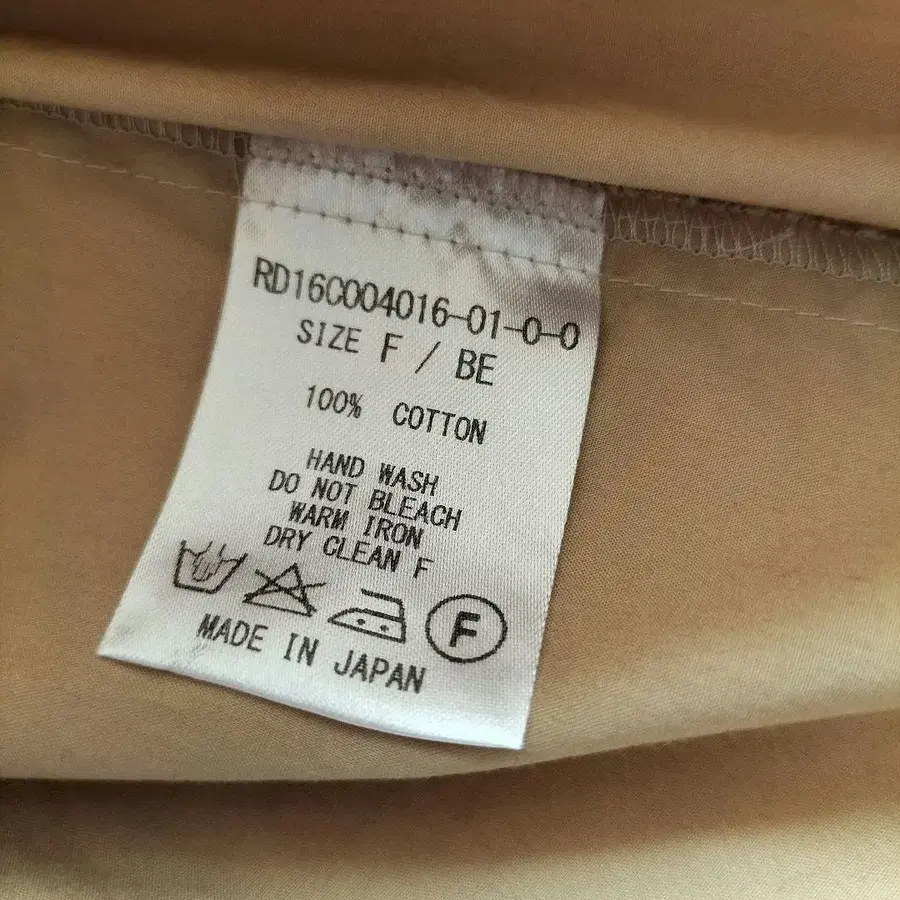 RD16C004016-01-0-0
SIZE F / BE
100% COTTON
HAND WASH
DO NOT BLEACH
WARM IRON
DRY CLEAN F
F
MADE IN JAPAN